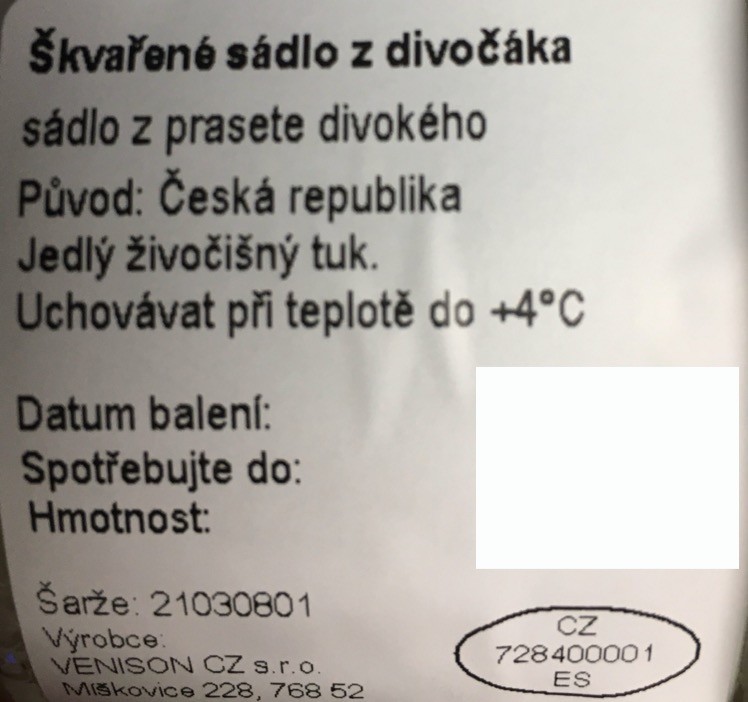 Škvařené sádlo z divočáka
sádlo z prasete divokého
Původ: Česká republika
Jedlý živočišný tuk.
Uchovávat při teplotě do +4°C
Datum balení:
Spotřebujte do:
Hmotnost:
Šarže: 21030801
Výrobce:
VENISON CZ s.r.o.
Míškovice 228, 768 52
CZ
728400001
ES